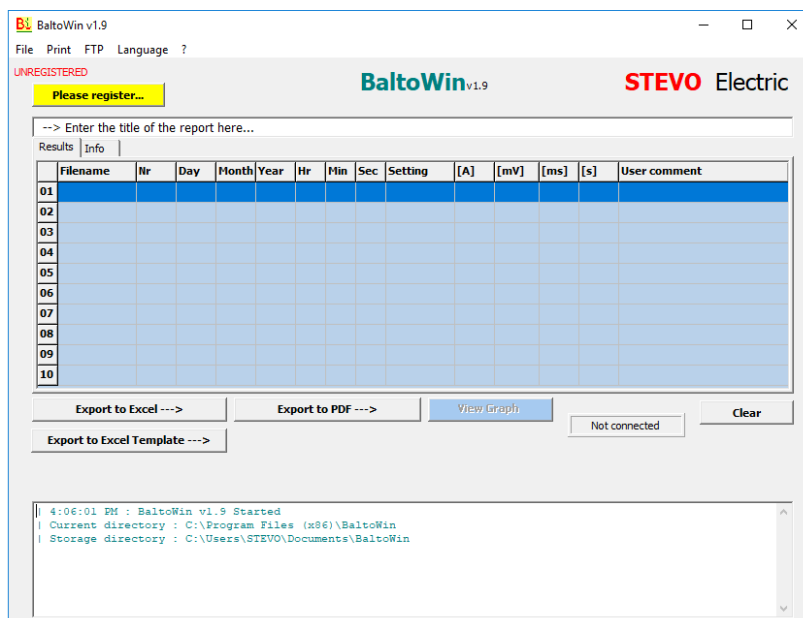 BaltoWin v1.9
File Print FTP Language ?
UNREGISTERED
Please register...
BaltoWin v1.9
STEVO Electric
--> Enter the title of the report here...
Results Info
Filename Nr Day Month Year Hr Min Sec Setting [A] [mV] [ms] [s] User comment
01
02
03
04
05
06
07
08
09
10
Export to Excel ---> Export to PDF ---> View Graph Clear
Not connected
Export to Excel Template --->
| 4:06:01 PM : BaltoWin v1.9 Started
| Current directory : C:\Program Files (x86)\BaltoWin
| Storage directory : C:\Users\STEVO\Documents\BaltoWin